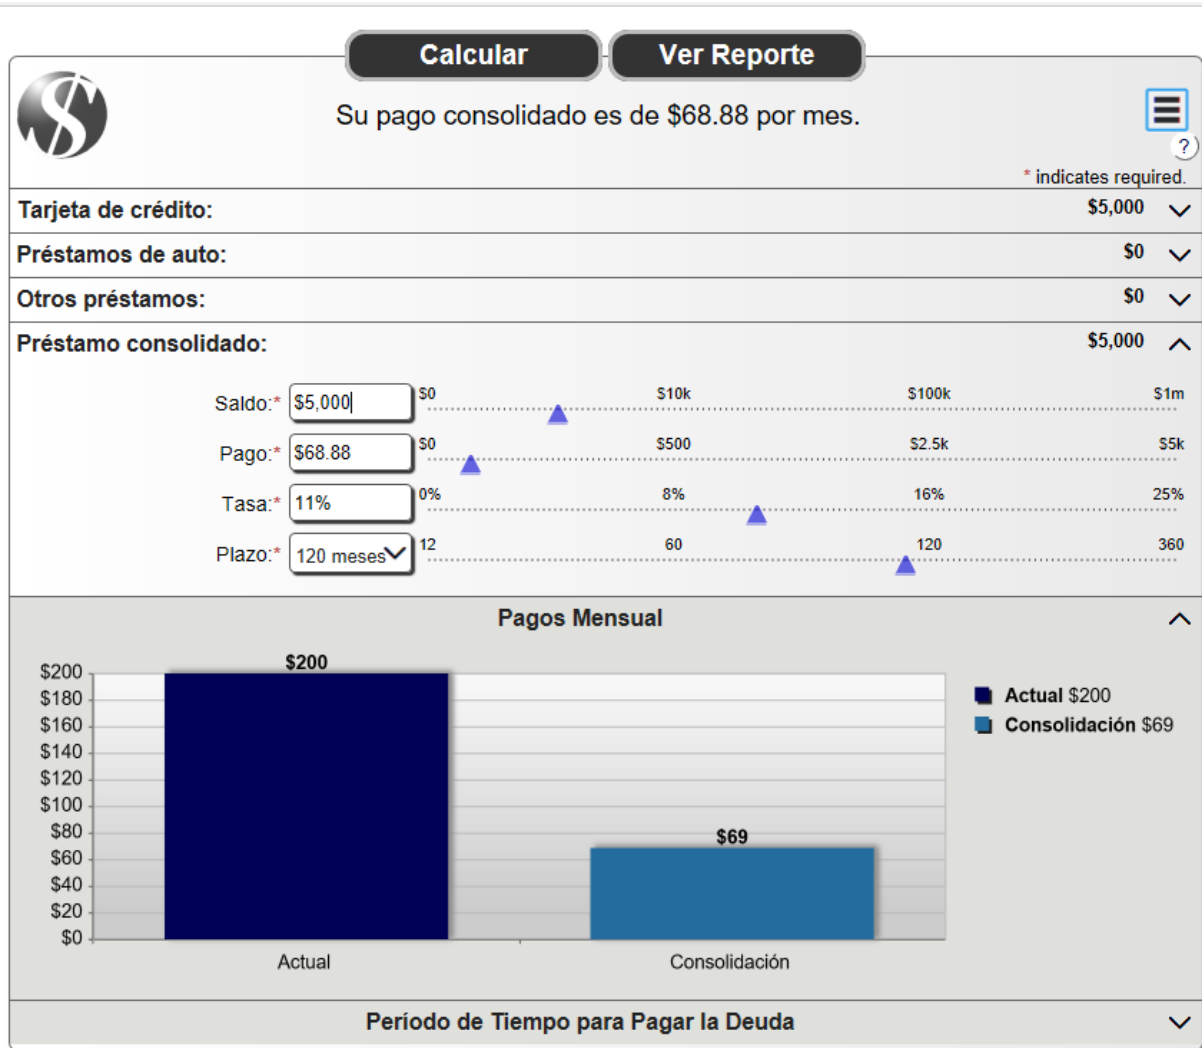 Calcular Ver Reporte
Su pago consolidado es de $68.88 por mes.
?
* indicates required.
Tarjeta de crédito: $5,000
Préstamos de auto: $0
Otros préstamos: $0
Préstamo consolidado: $5,000
Saldo:* $5,000 $0 $10k $100k $1m
Pago:* $68.88 $0 $500 $2.5k $5k
Tasa:* 11% 0% 8% 16% 25%
Plazo:* 120 meses 12 60 120 360
Pagos Mensual
$200
$200
$180
$160
$140
$120
$100
$80
$60
$40
$20
$0
$69
Actual Consolidación
Actual $200
Consolidación $69
Período de Tiempo para Pagar la Deuda